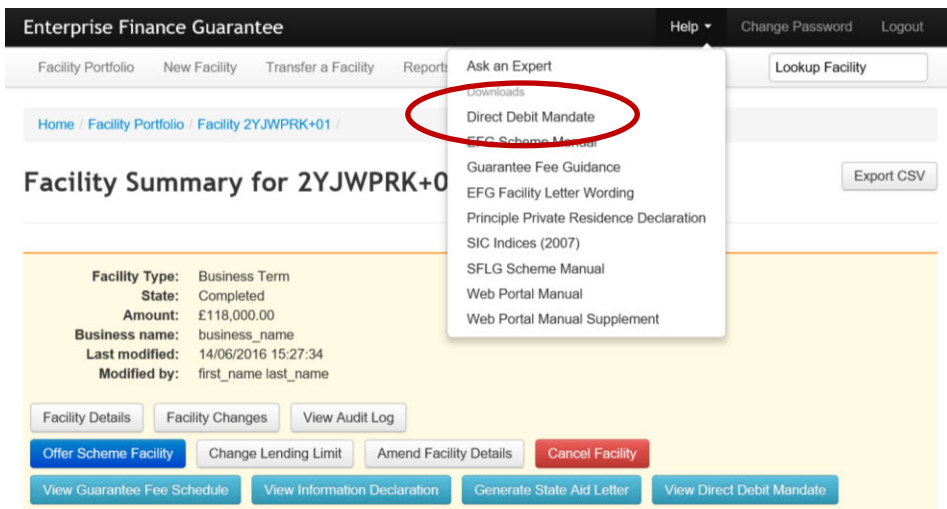 Enterprise Finance Guarantee
Help
Change Password
Logout
Facility Portfolio
New Facility
Transfer a Facility
Reports
Lookup Facility
Ask an Expert
Downloads
Direct Debit Mandate
EFG Scheme Manual
Guarantee Fee Guidance
EFG Facility Letter Wording
Principle Private Residence Declaration
SIC Indices (2007)
SFLG Scheme Manual
Web Portal Manual
Web Portal Manual Supplement
Home / Facility Portfolio / Facility 2YJWPRK+01 /
Facility Summary for 2YJWPRK+0
Export CSV
Facility Type: Business Term
State: Completed
Amount: £118,000.00
Business name: business_name
Last modified: 14/06/2016 15:27:34
Modified by: first_name last_name
Facility Details
Facility Changes
View Audit Log
Offer Scheme Facility
Change Lending Limit
Amend Facility Details
Cancel Facility
View Guarantee Fee Schedule
View Information Declaration
Generate State Aid Letter
View Direct Debit Mandate